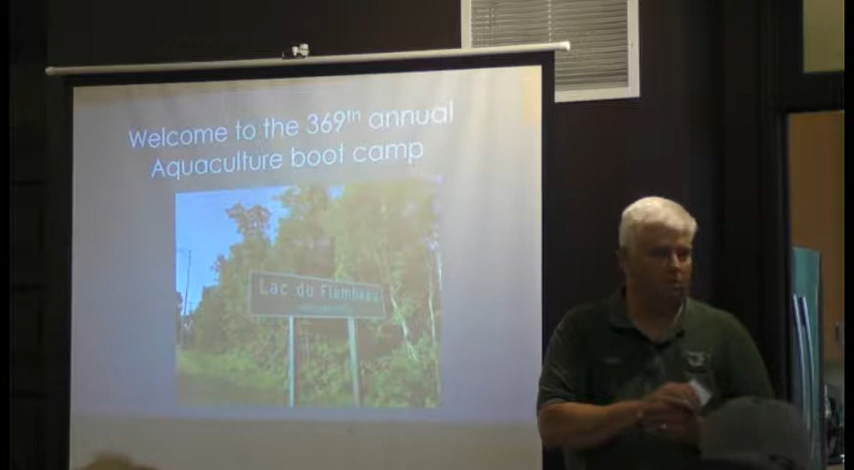 Welcome to the 369th annual
Aquaculture boot camp
Lac du Flambeau